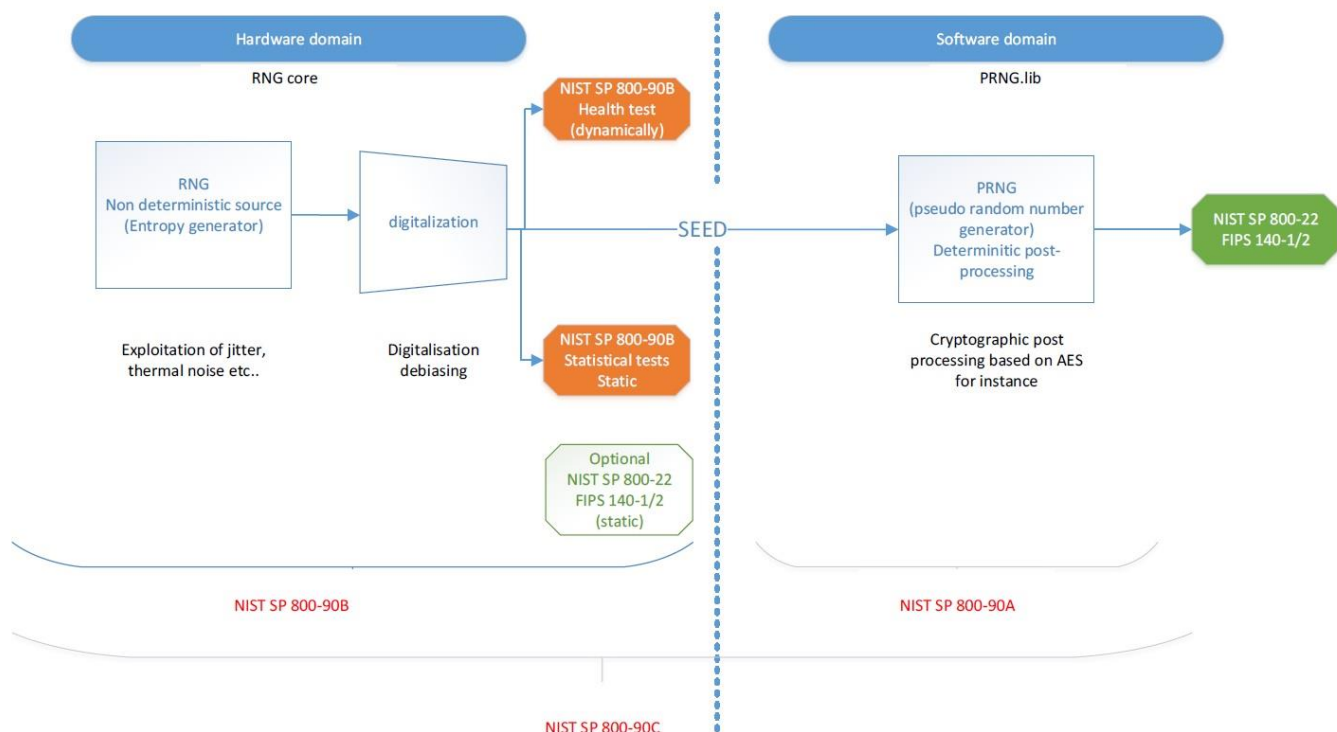 Hardware domain
Software domain
RNG core
PRNG.lib
NIST SP 800-90B
Health test
(dynamically)
RNG
Non deterministic source
(Entropy generator)
digitalization
SEED
PRNG
(pseudo random number
generator)
Determinitic post-
processing
NIST SP 800-22
FIPS 140-1/2
Exploitation of jitter,
thermal noise etc..
Digitalisation
debiasing
NIST SP 800-90B
Statistical tests
Static
Cryptographic post
processing based on AES
for instance
Optional
NIST SP 800-22
FIPS 140-1/2
(static)
NIST SP 800-90B
NIST SP 800-90A
NIST SP 800-90C